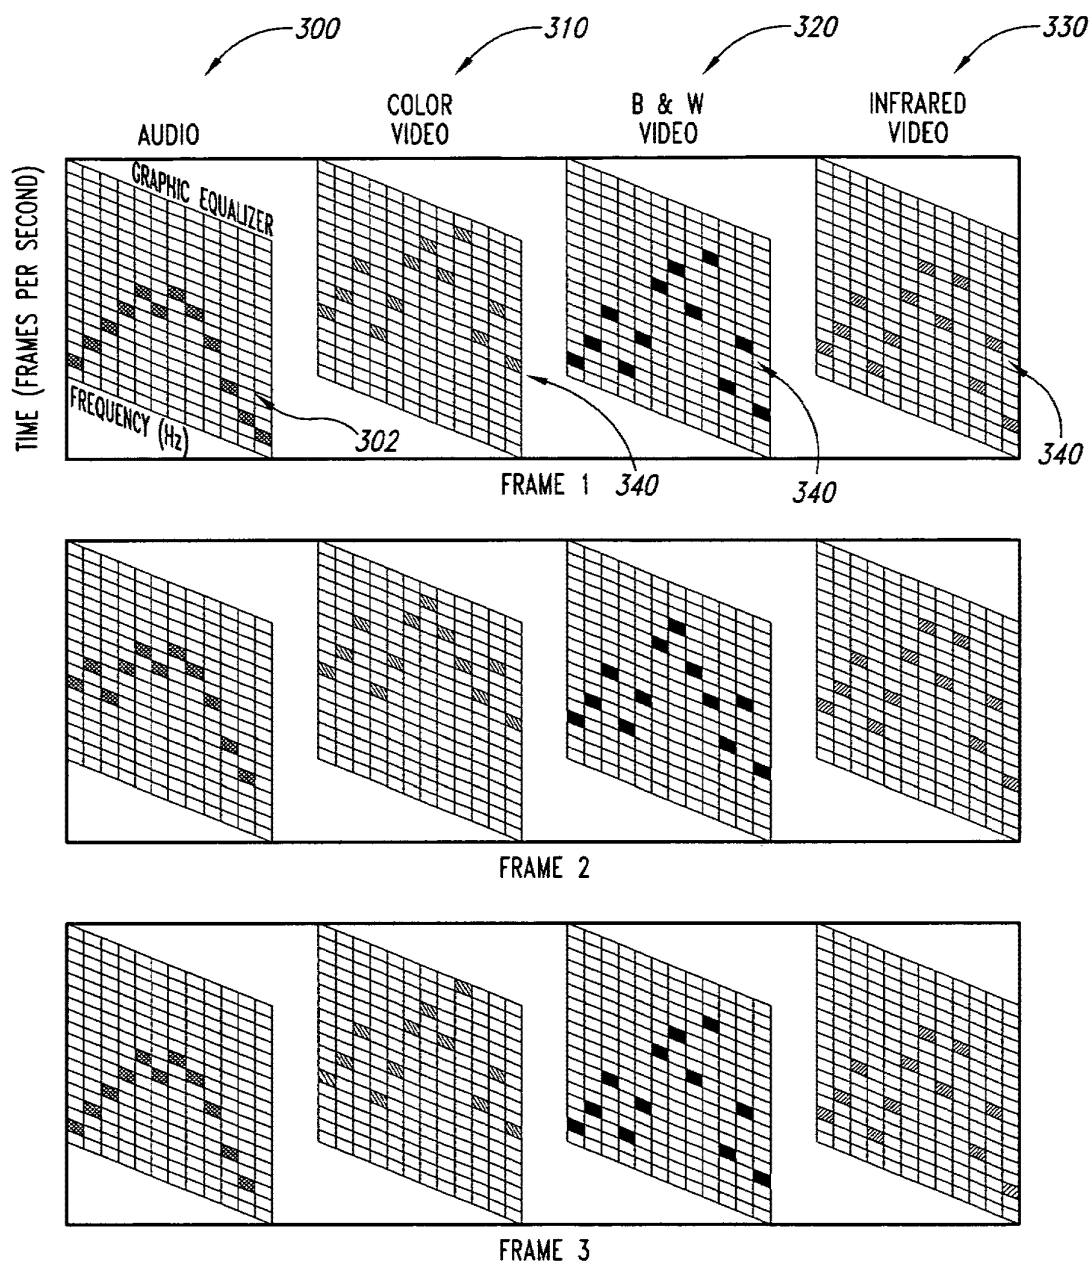 300
310
320
330
AUDIO
COLOR
VIDEO
B & W
VIDEO
INFRARED
VIDEO
TIME (FRAMES PER SECOND)
GRAPHIC EQUALIZER
FREQUENCY (Hz)
302
340
340
340
FRAME 1
FRAME 2
FRAME 3